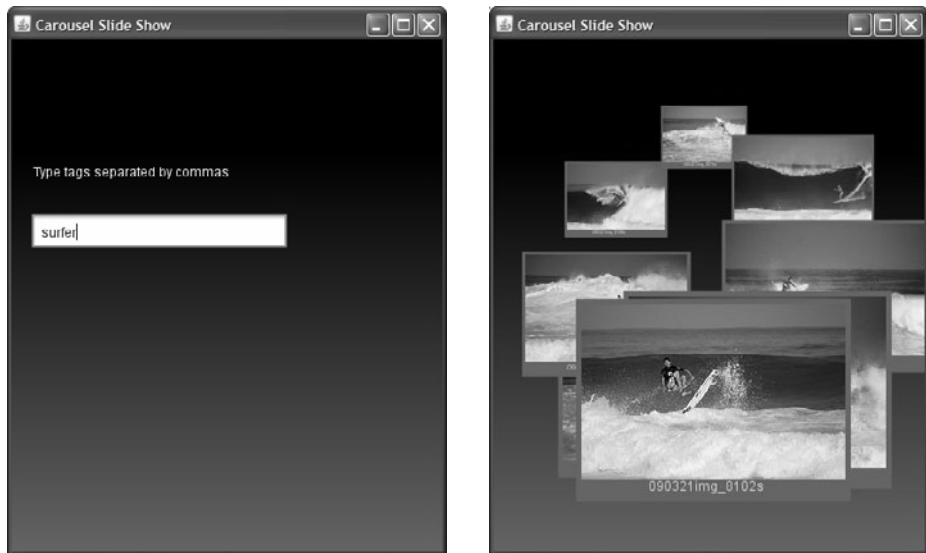 Carousel Slide Show
Type tags separated by commas
surfer
Carousel Slide Show
090321img_0102s